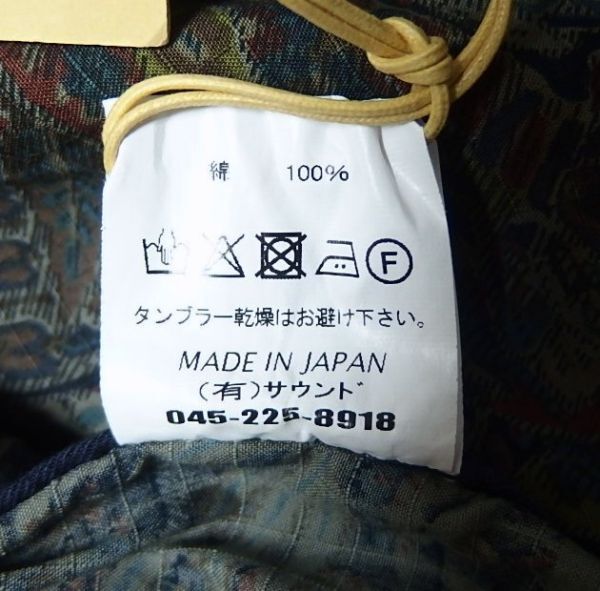 綿 100%
F
タンブラー乾燥はお避け下さい。
MADE IN JAPAN
(有)サウンド
045-225-8918